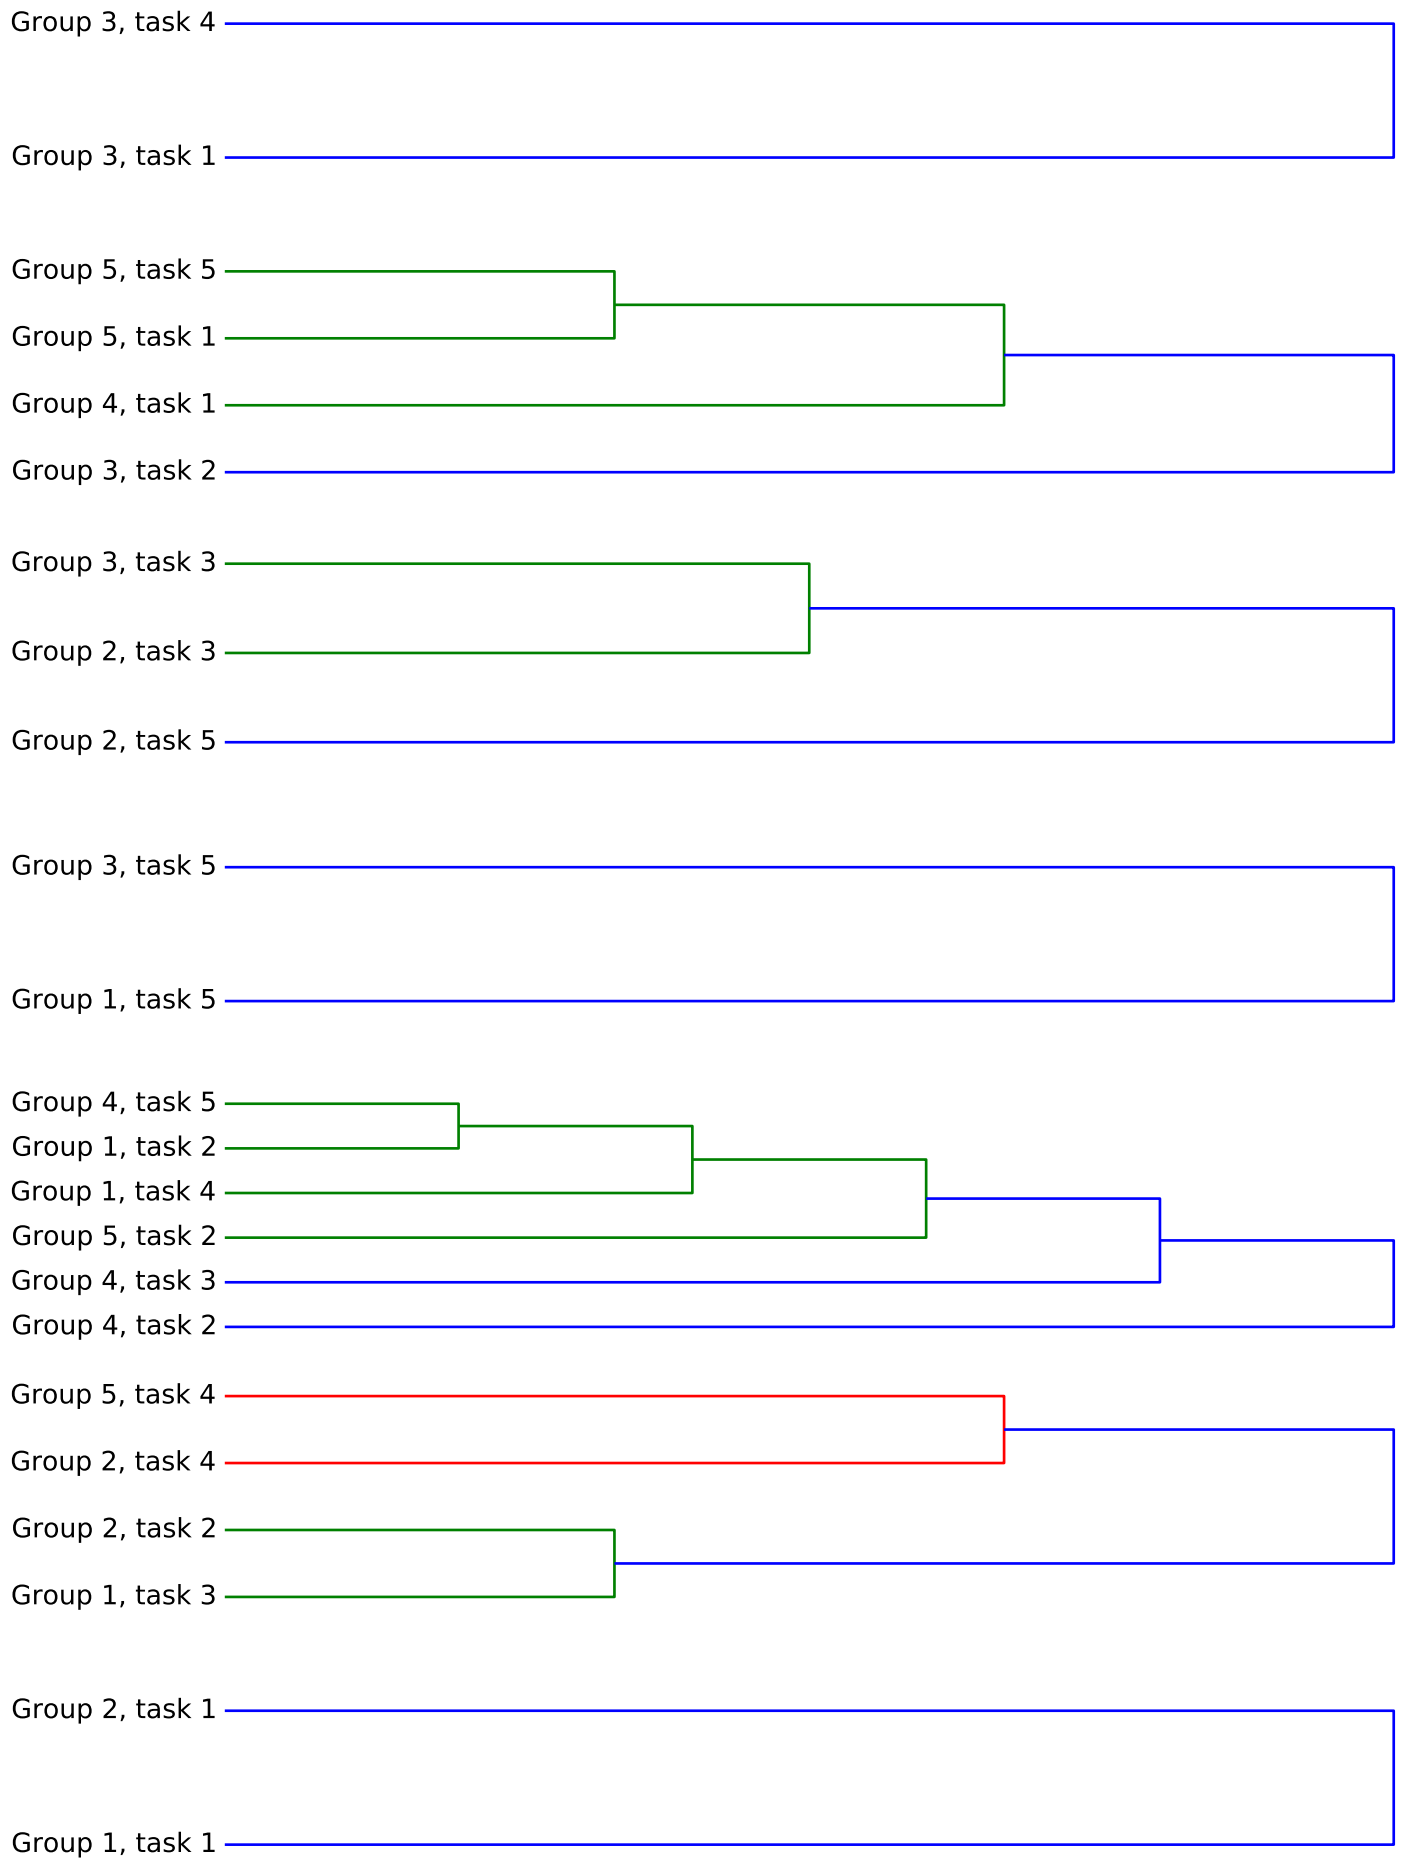 Group 3, task 4
Group 3, task 1
Group 5, task 5
Group 5, task 1
Group 4, task 1
Group 3, task 2
Group 3, task 3
Group 2, task 3
Group 2, task 5
Group 3, task 5
Group 1, task 5
Group 4, task 5
Group 1, task 2
Group 1, task 4
Group 5, task 2
Group 4, task 3
Group 4, task 2
Group 5, task 4
Group 2, task 4
Group 2, task 2
Group 1, task 3
Group 2, task 1
Group 1, task 1